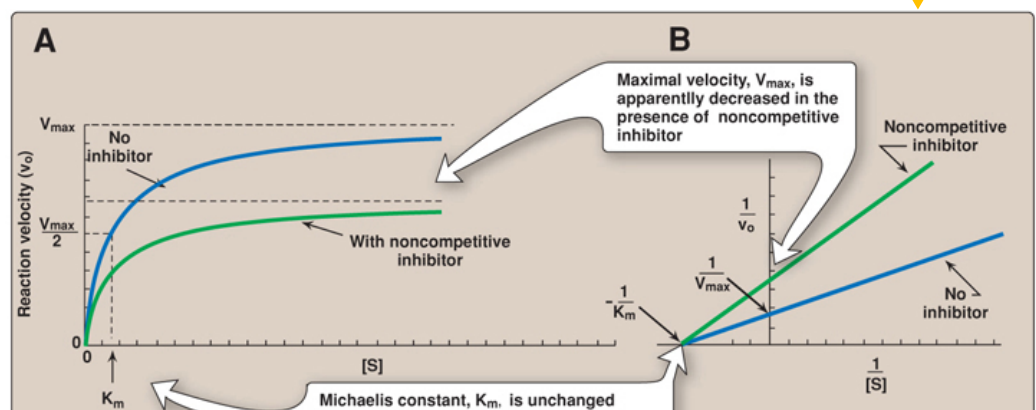 A
B
Maximal velocity, Vmax, is
apparentlly decreased in the
presence of noncompetitive
inhibitor
Vmax
No
inhibitor
Vmax
2
Reaction velocity (vo)
With noncompetitive
inhibitor
0
0
[S]
Km
Noncompetitive
inhibitor
1
vo
1
Vmax
- 1
Km
No
inhibitor
1
[S]
Michaelis constant, Km, is unchanged